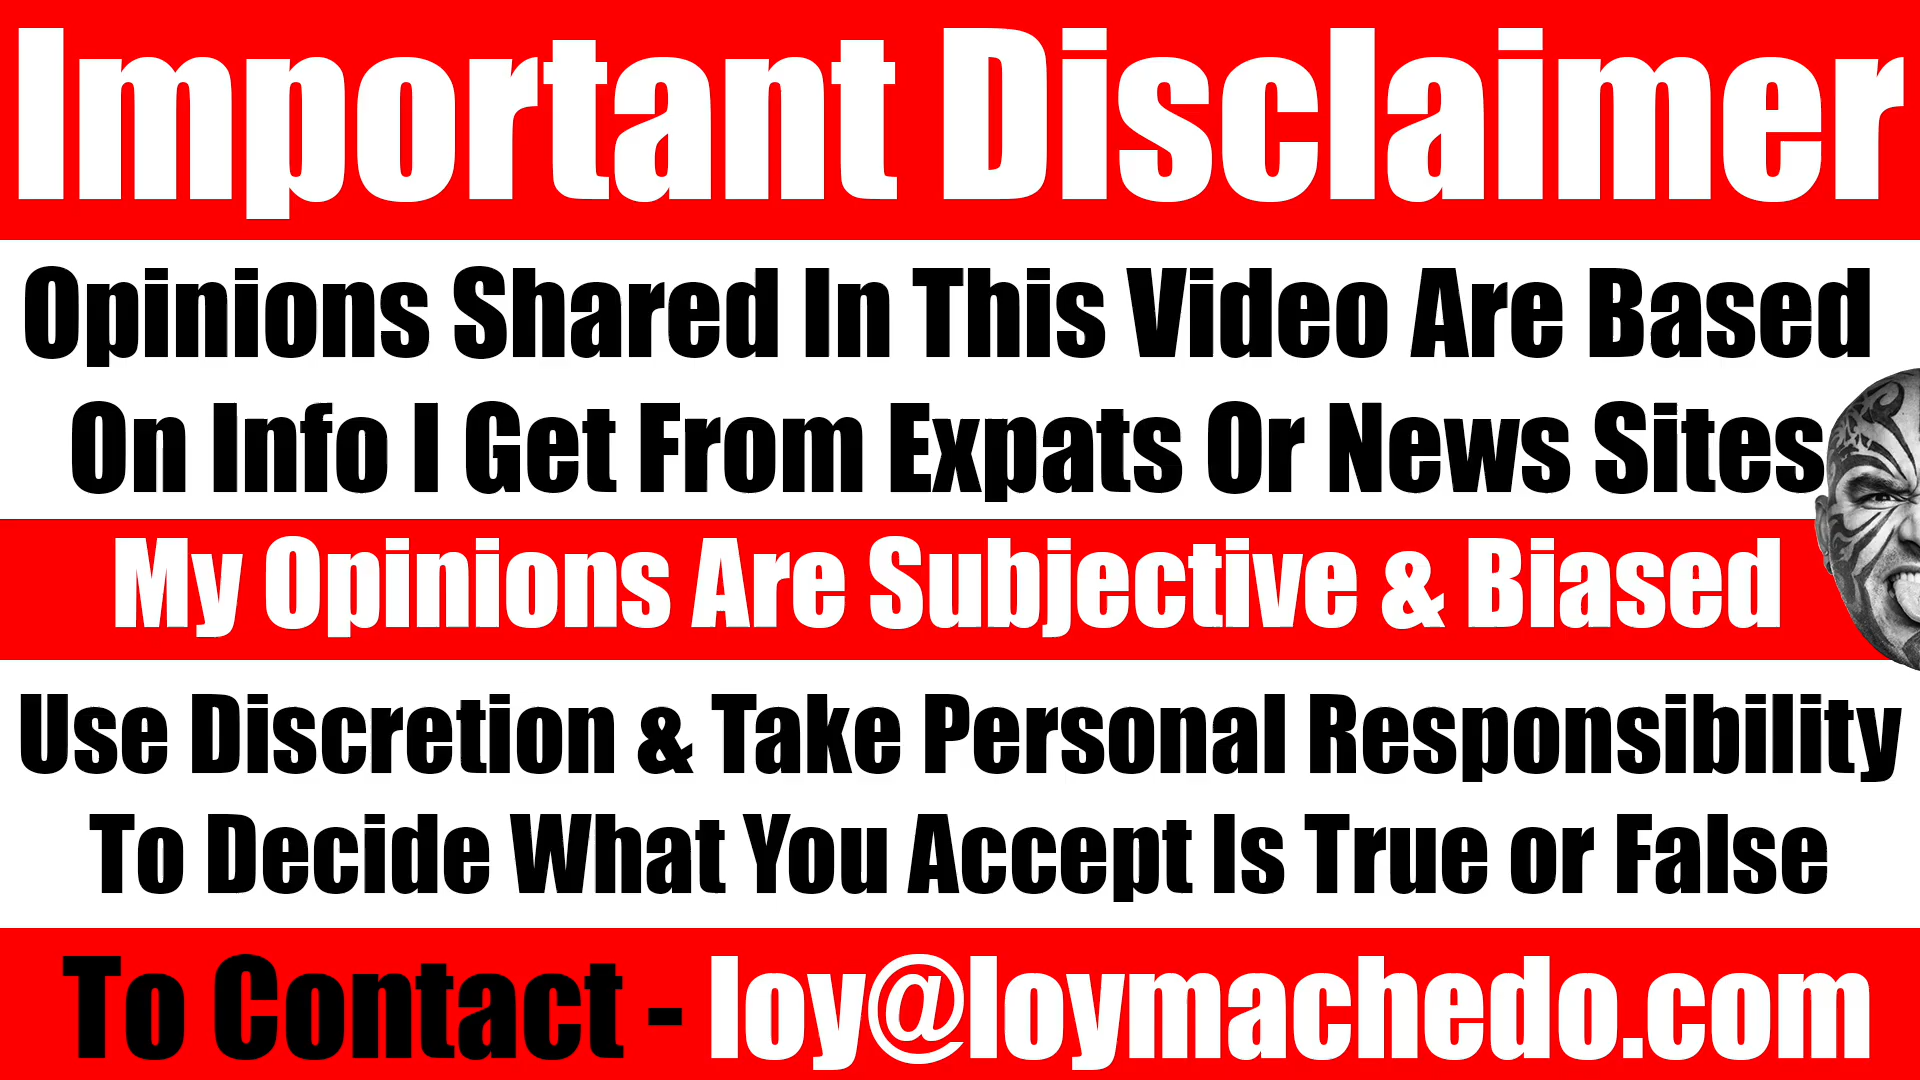 Important Disclaimer
Opinions Shared In This Video Are Based
On Info I Get From Expats Or News Sites
My Opinions Are Subjective & Biased
Use Discretion & Take Personal Responsibility
To Decide What You Accept Is True or False
To Contact - loy@loymachedo.com